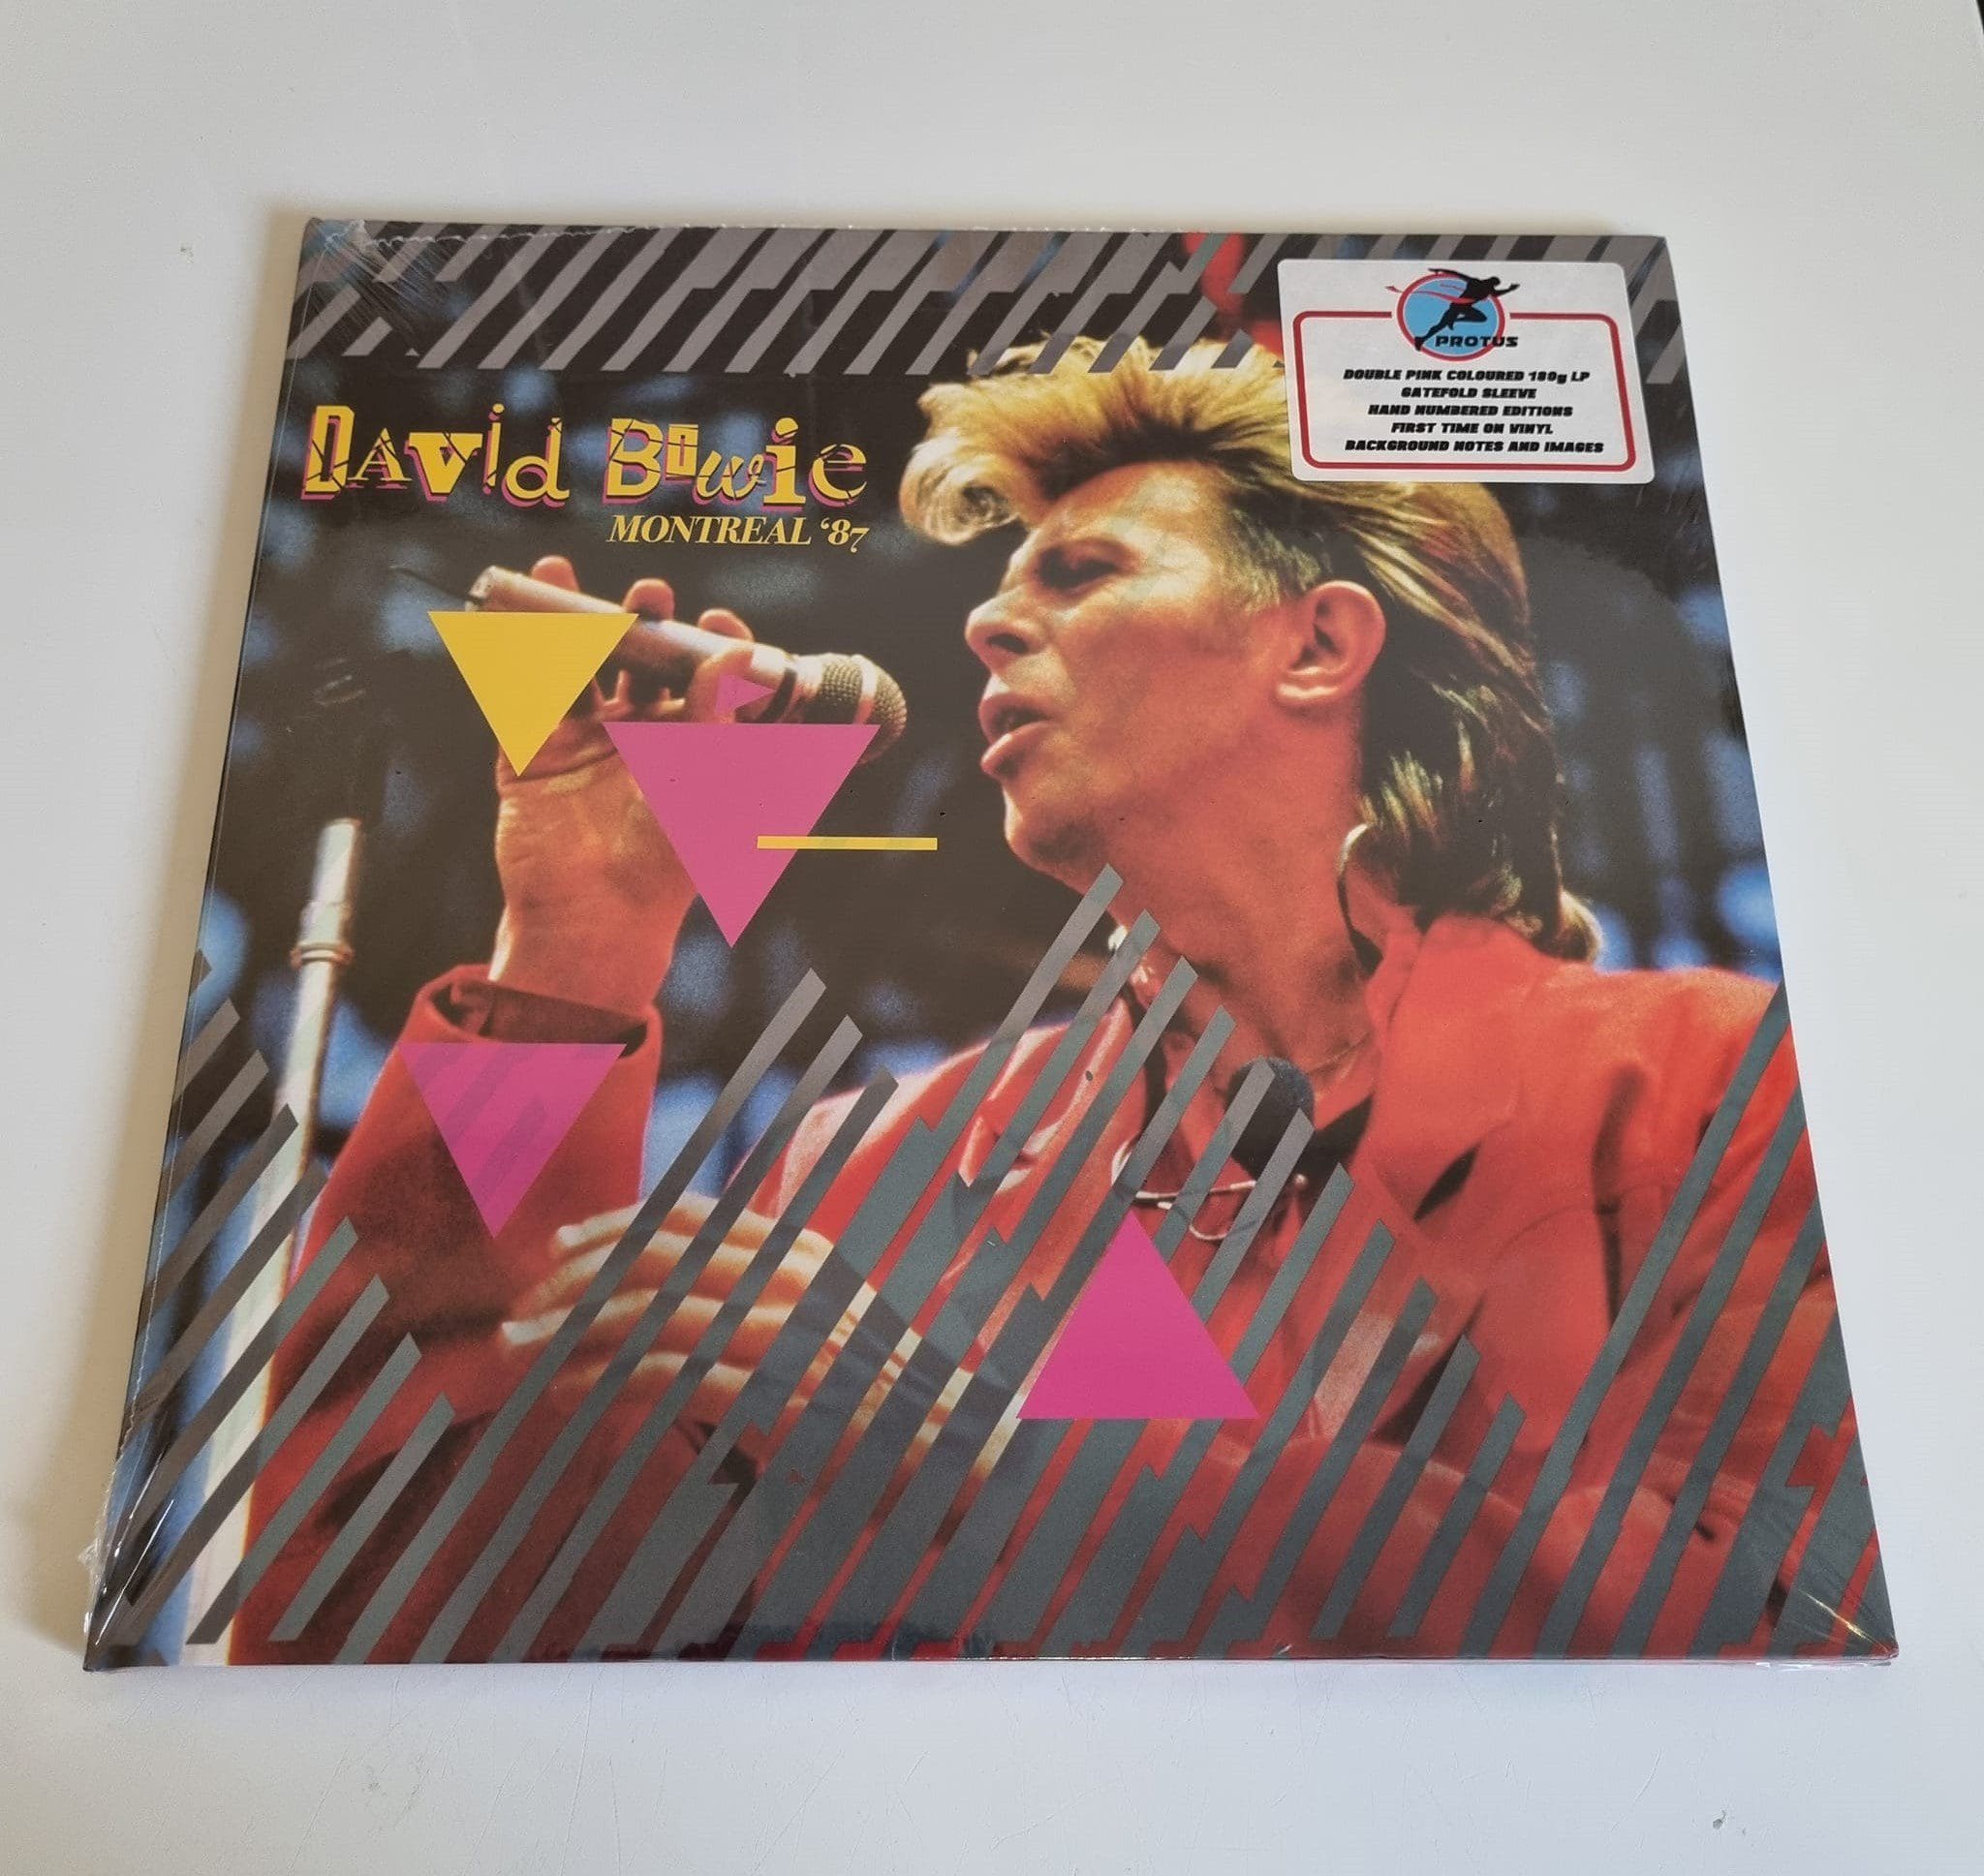 PROTUS
DOUBLE PINK COLOURED 180g LP
GATEFOLD SLEEVE
HAND NUMBERED EDITIONS
FIRST TIME ON VINYL
BACKGROUND NOTES AND IMAGES
David Bowie
MONTREAL ‘87